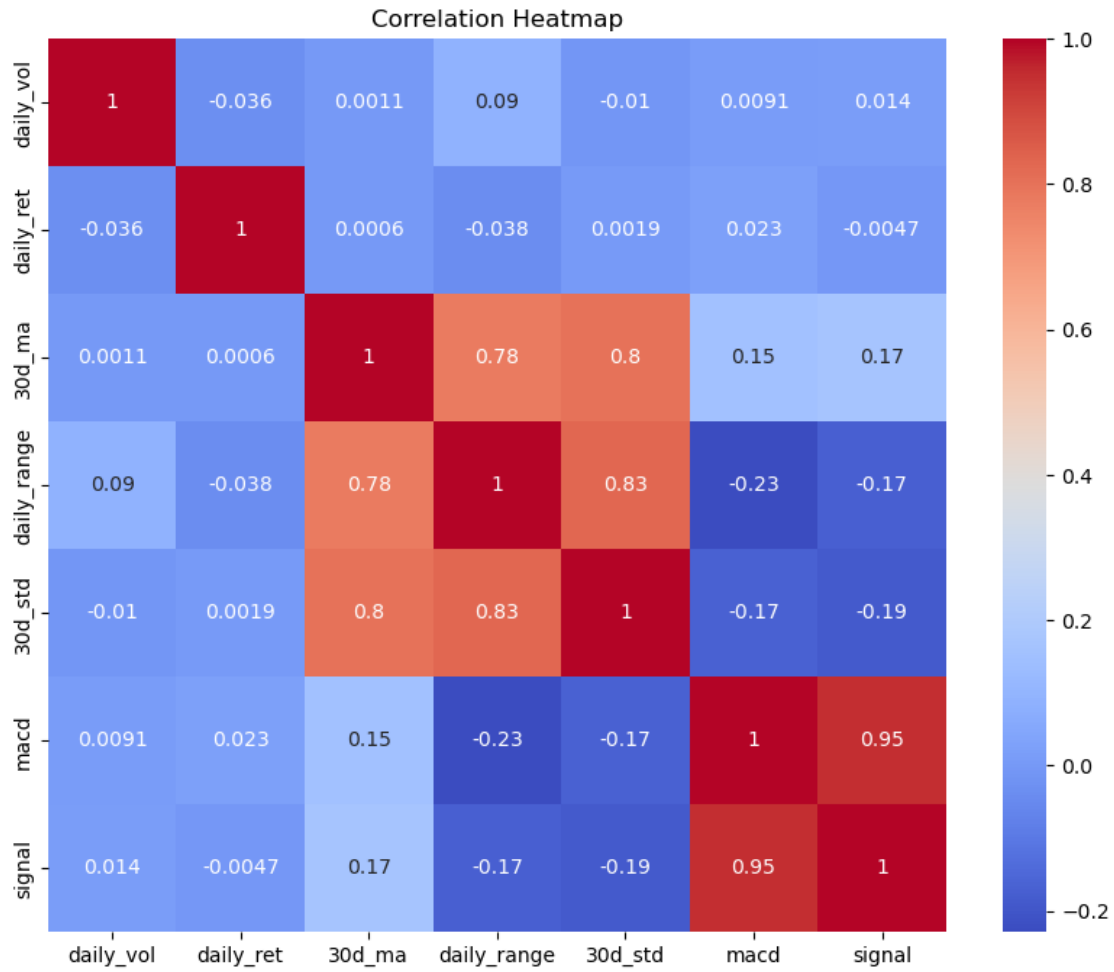 Correlation Heatmap
daily_vol 1 -0.036 0.0011 0.09 -0.01 0.0091 0.014
daily_ret -0.036 1 0.0006 -0.038 0.0019 0.023 -0.0047
30d_ma 0.0011 0.0006 1 0.78 0.8 0.15 0.17
daily_range 0.09 -0.038 0.78 1 0.83 -0.23 -0.17
30d_std -0.01 0.0019 0.8 0.83 1 -0.17 -0.19
macd 0.0091 0.023 0.15 -0.23 -0.17 1 0.95
signal 0.014 -0.0047 0.17 -0.17 -0.19 0.95 1
daily_vol daily_ret 30d_ma daily_range 30d_std macd signal
1.0
0.8
0.6
0.4
0.2
0.0
−0.2